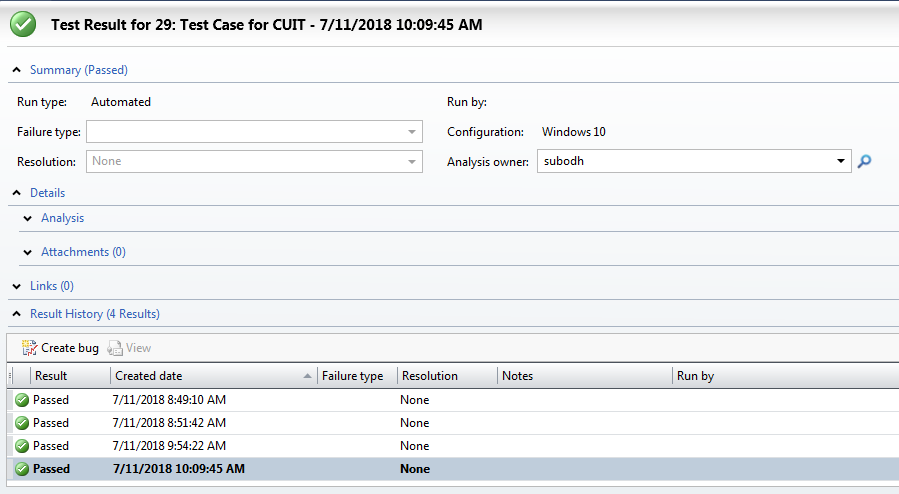 Test Result for 29: Test Case for CUIT - 7/11/2018 10:09:45 AM
Summary (Passed)
Run type: Automated Run by:
Failure type: Configuration: Windows 10
Resolution: None Analysis owner: subodh
Details
Analysis
Attachments (0)
Links (0)
Result History (4 Results)
Create bug View
Result Created date Failure type Resolution Notes Run by
Passed 7/11/2018 8:49:10 AM None
Passed 7/11/2018 8:51:42 AM None
Passed 7/11/2018 9:54:22 AM None
Passed 7/11/2018 10:09:45 AM None